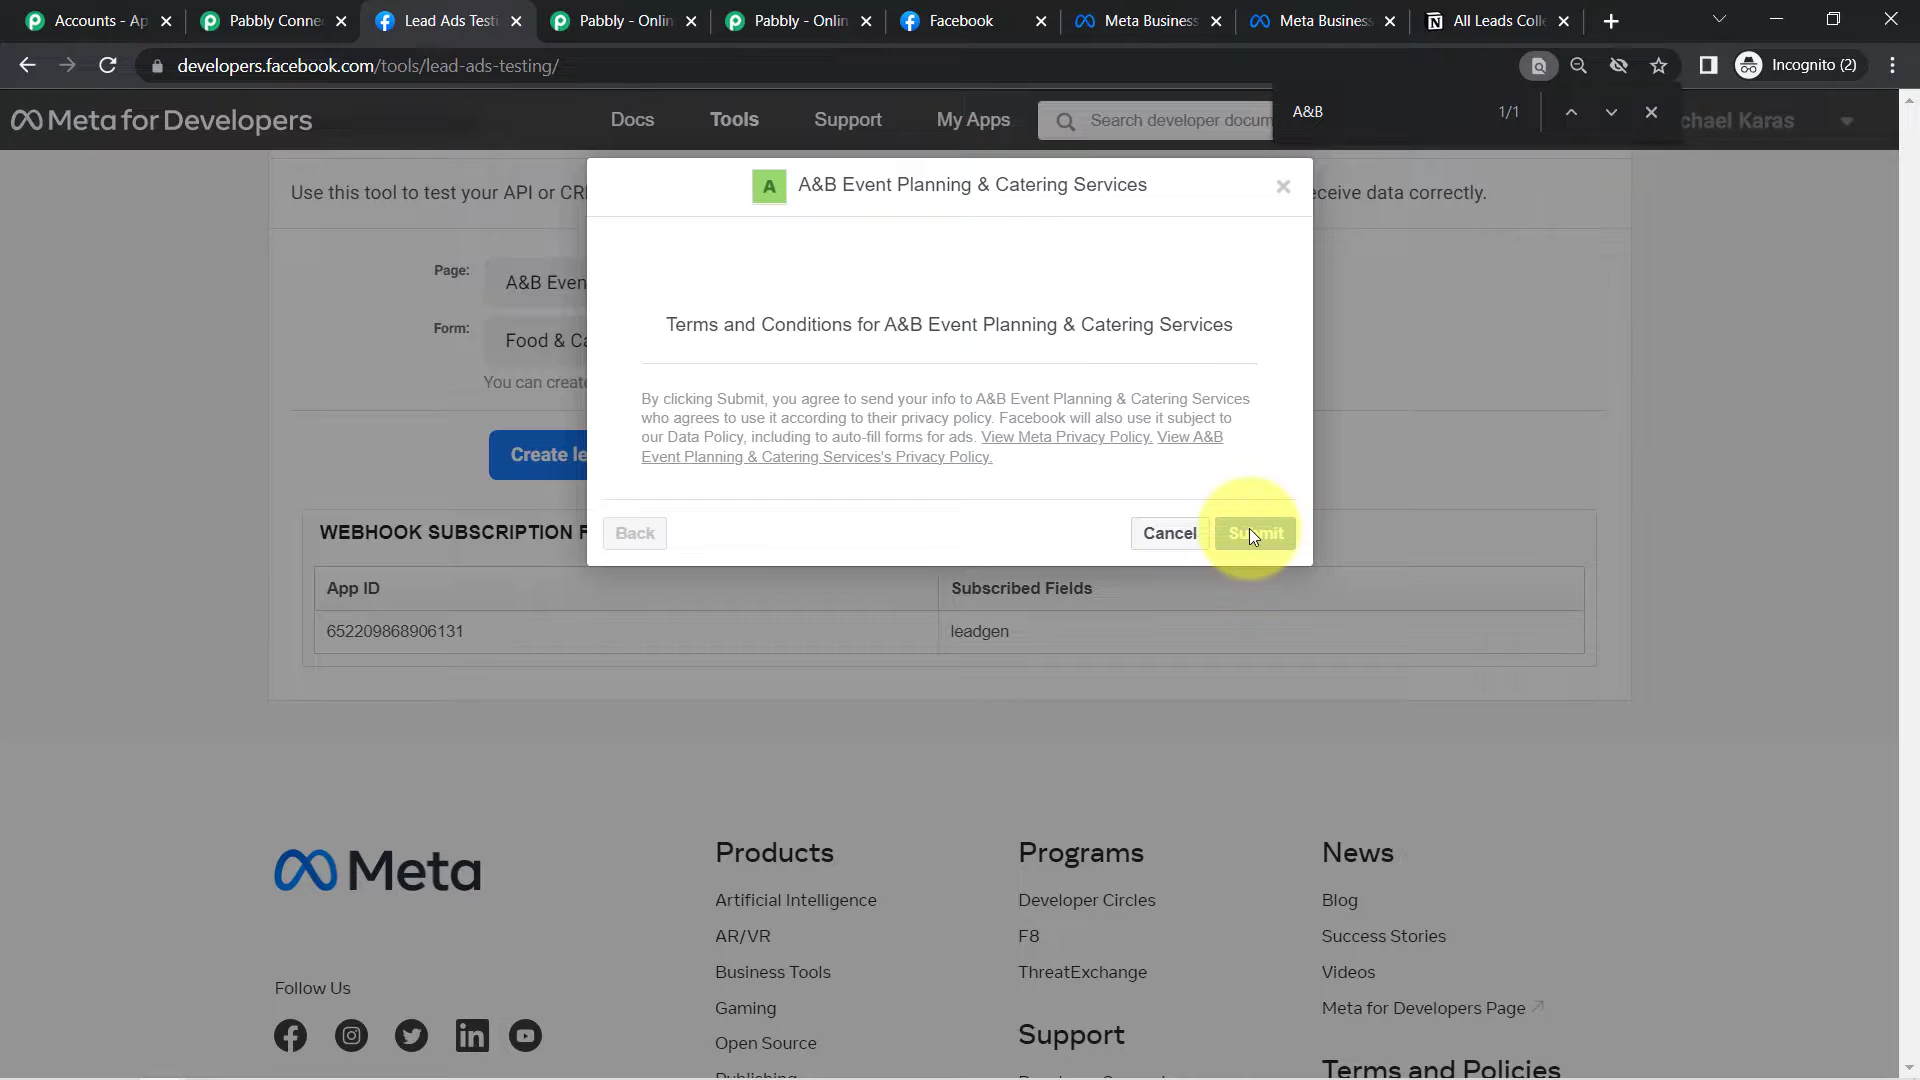 Accounts - Ap
Pabbly Conne
Lead Ads Testi
Pabbly - Onlin
Pabbly - Onlin
Facebook
Meta Business
Meta Business
All Leads Colle
developers.facebook.com/tools/lead-ads-testing/
Incognito (2)
A&B
1/1
Meta for Developers
Docs
Tools
Support
My Apps
Search developer docum
chael Karas
Use this tool to test your API or CR
eceive data correctly.
A
A&B Event Planning & Catering Services
Page:
A&B Even
Form:
Food & Ca
You can create
Terms and Conditions for A&B Event Planning & Catering Services
By clicking Submit, you agree to send your info to A&B Event Planning & Catering Services
who agrees to use it according to their privacy policy. Facebook will also use it subject to
our Data Policy, including to auto-fill forms for ads. View Meta Privacy Policy. View A&B
Event Planning & Catering Services's Privacy Policy.
Create le
Back
Cancel
Submit
WEBHOOK SUBSCRIPTION F
App ID
Subscribed Fields
652209868906131
leadgen
Meta
Products
Artificial Intelligence
AR/VR
Business Tools
Gaming
Open Source
Publishing
Programs
Developer Circles
F8
ThreatExchange
Support
News
Blog
Success Stories
Videos
Meta for Developers Page
Terms and Policies
Follow Us